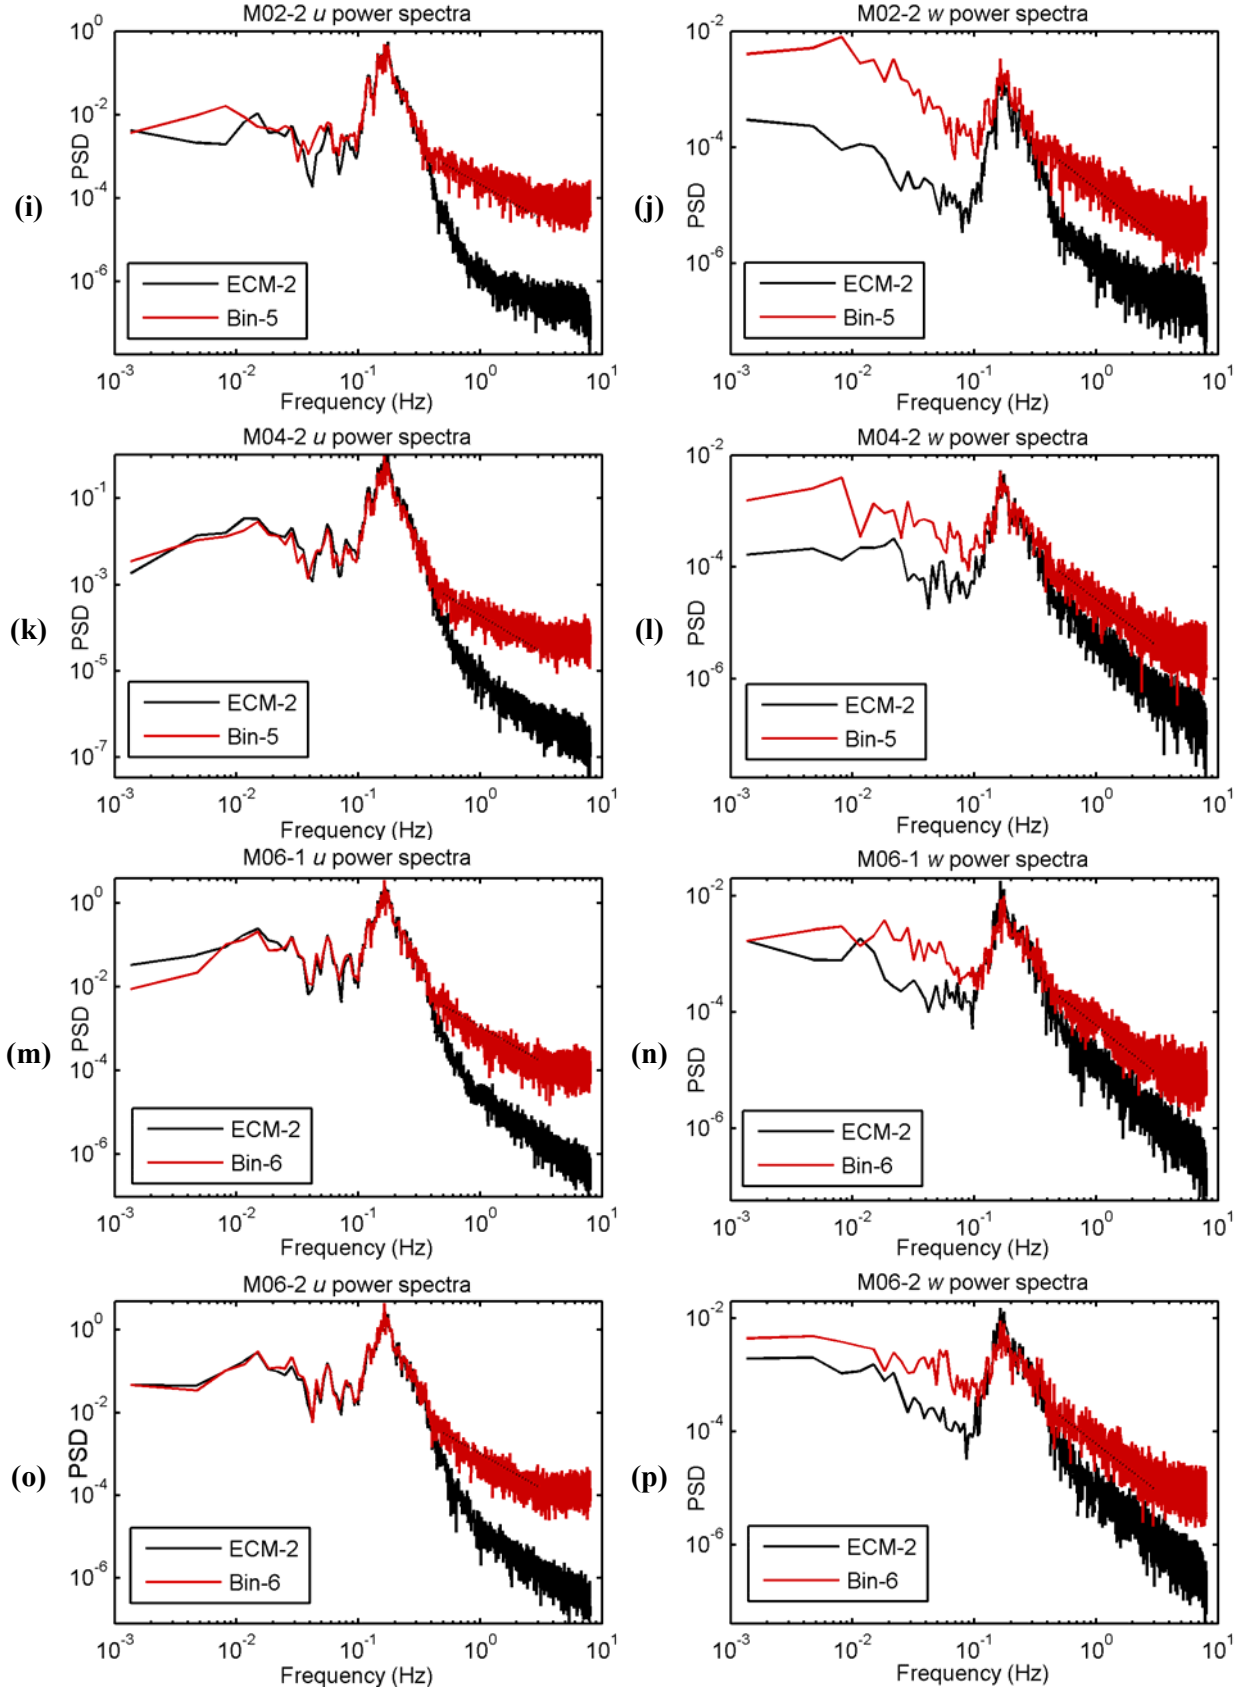 M02-2 u power spectra
10^0
10^-2
10^-4
10^-6
PSD
(i)
ECM-2
Bin-5
10^-3 10^-2 10^-1 10^0 10^1
Frequency (Hz)
M02-2 w power spectra
10^-2
10^-4
10^-6
PSD
(j)
ECM-2
Bin-5
10^-3 10^-2 10^-1 10^0 10^1
Frequency (Hz)
M04-2 u power spectra
10^-1
10^-3
10^-5
10^-7
PSD
(k)
ECM-2
Bin-5
10^-3 10^-2 10^-1 10^0 10^1
Frequency (Hz)
M04-2 w power spectra
10^-2
10^-4
10^-6
PSD
(l)
ECM-2
Bin-5
10^-3 10^-2 10^-1 10^0 10^1
Frequency (Hz)
M06-1 u power spectra
10^0
10^-2
10^-4
10^-6
PSD
(m)
ECM-2
Bin-6
10^-3 10^-2 10^-1 10^0 10^1
Frequency (Hz)
M06-1 w power spectra
10^-2
10^-4
10^-6
PSD
(n)
ECM-2
Bin-6
10^-3 10^-2 10^-1 10^0 10^1
Frequency (Hz)
M06-2 u power spectra
10^0
10^-2
10^-4
10^-6
PSD
(o)
ECM-2
Bin-6
10^-3 10^-2 10^-1 10^0 10^1
Frequency (Hz)
M06-2 w power spectra
10^-2
10^-4
10^-6
PSD
(p)
ECM-2
Bin-6
10^-3 10^-2 10^-1 10^0 10^1
Frequency (Hz)